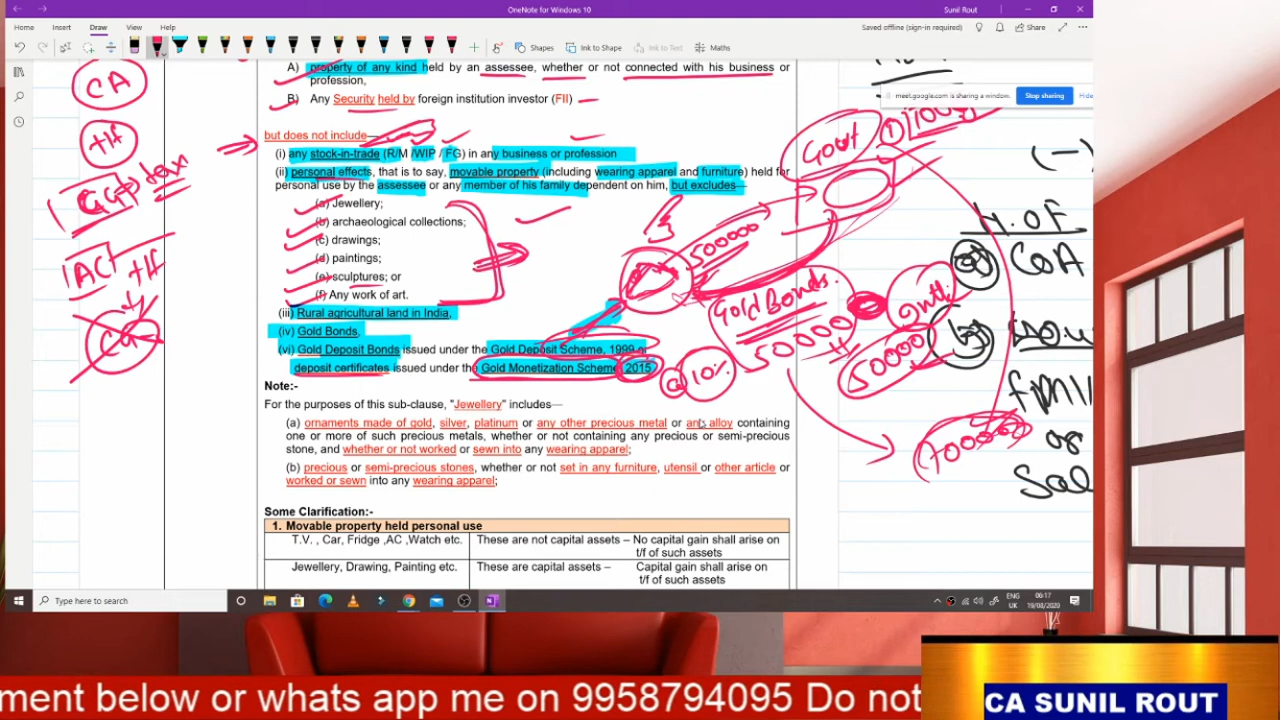 OneNote for Windows 10
Sunil Rout
Home Insert Draw View Help
Saved offline (sign-in required)
Share
Shapes
Ink to Shape
Ink to Text
Maths
A) property of any kind held by an assessee, whether or not connected with his business or
profession,
B) Any Security held by foreign institution investor (FII)
meet.google.com is sharing a window.
Stop sharing
Hide
but does not include—
(i) any stock-in-trade (R/M /WIP / FG) in any business or profession
(ii) personal effects, that is to say, movable property (including wearing apparel and furniture) held for
personal use by the assessee or any member of his family dependent on him, but excludes—
(a) Jewellery;
(b) archaeological collections;
(c) drawings;
(d) paintings;
(e) sculptures; or
(f) Any work of art.
(iii) Rural agricultural land in India,
(iv) Gold Bonds,
(vi) Gold Deposit Bonds issued under the Gold Deposit Scheme, 1999 or
deposit certificates issued under the Gold Monetization Scheme 2015
Note:-
For the purposes of this sub-clause, "Jewellery" includes—
(a) ornaments made of gold, silver, platinum or any other precious metal or any alloy containing
one or more of such precious metals, whether or not containing any precious or semi-precious
stone, and whether or not worked or sewn into any wearing apparel;
(b) precious or semi-precious stones, whether or not set in any furniture, utensil or other article or
worked or sewn into any wearing apparel;
Some Clarification:-
1. Movable property held personal use
T.V. , Car, Fridge ,AC ,Watch etc. These are not capital assets – No capital gain shall arise on
t/f of such assets
Jewellery, Drawing, Painting etc. These are capital assets – Capital gain shall arise on
t/f of such assets
CA
tlf
tax
Govt
(-)
N.OF
COA
500000
Gold Bonds.
50000
@ 10%
50000
or
Sale
Type here to search
ENG
UK
06:17
19/08/2020
ment below or whats app me on 9958794095 Do not
CA SUNIL ROUT